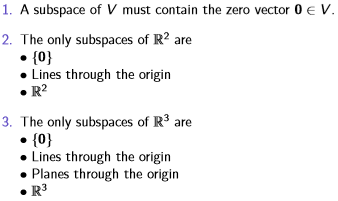 1. A subspace of V must contain the zero vector 0 ∈ V.
2. The only subspaces of ℝ² are
• {0}
• Lines through the origin
• ℝ²
3. The only subspaces of ℝ³ are
• {0}
• Lines through the origin
• Planes through the origin
• ℝ³